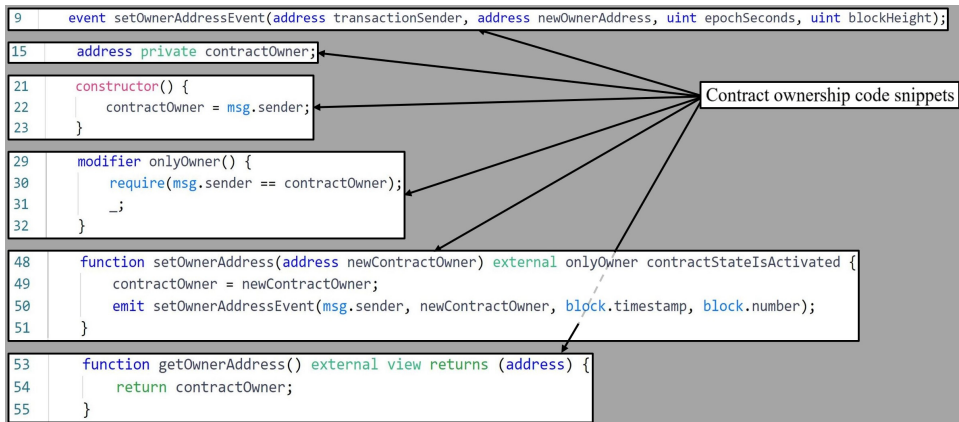 9 event setOwnerAddressEvent(address transactionSender, address newOwnerAddress, uint epochSeconds, uint blockHeight);
15 address private contractOwner;
21 constructor() {
22 contractOwner = msg.sender;
23 }
Contract ownership code snippets
29 modifier onlyOwner() {
30 require(msg.sender == contractOwner);
31 _;
32 }
48 function setOwnerAddress(address newContractOwner) external onlyOwner contractStateIsActivated {
49 contractOwner = newContractOwner;
50 emit setOwnerAddressEvent(msg.sender, newContractOwner, block.timestamp, block.number);
51 }
53 function getOwnerAddress() external view returns (address) {
54 return contractOwner;
55 }